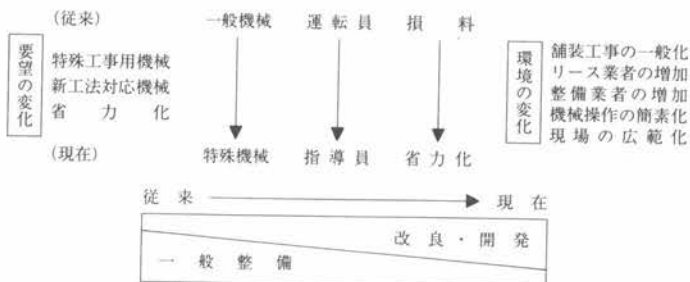 (従来)
一般機械 運転員 損料
要望の変化
特殊工事用機械
新工法対応機械
省力化
環境の変化
舗装工事の一般化
リース業者の増加
整備業者の増加
機械操作の簡素化
現場の広範化
(現在)
特殊機械 指導員 省力化
従来 現在
改良・開発
一般整備